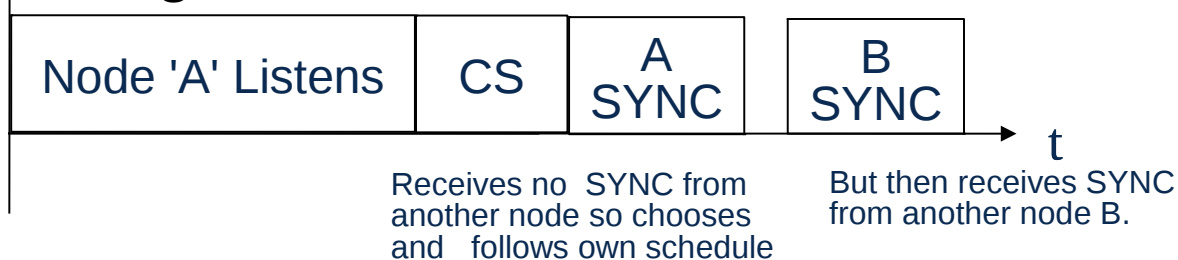 Node 'A' Listens
CS
A
SYNC
B
SYNC
t
Receives no SYNC from
another node so chooses
and follows own schedule
But then receives SYNC
from another node B.